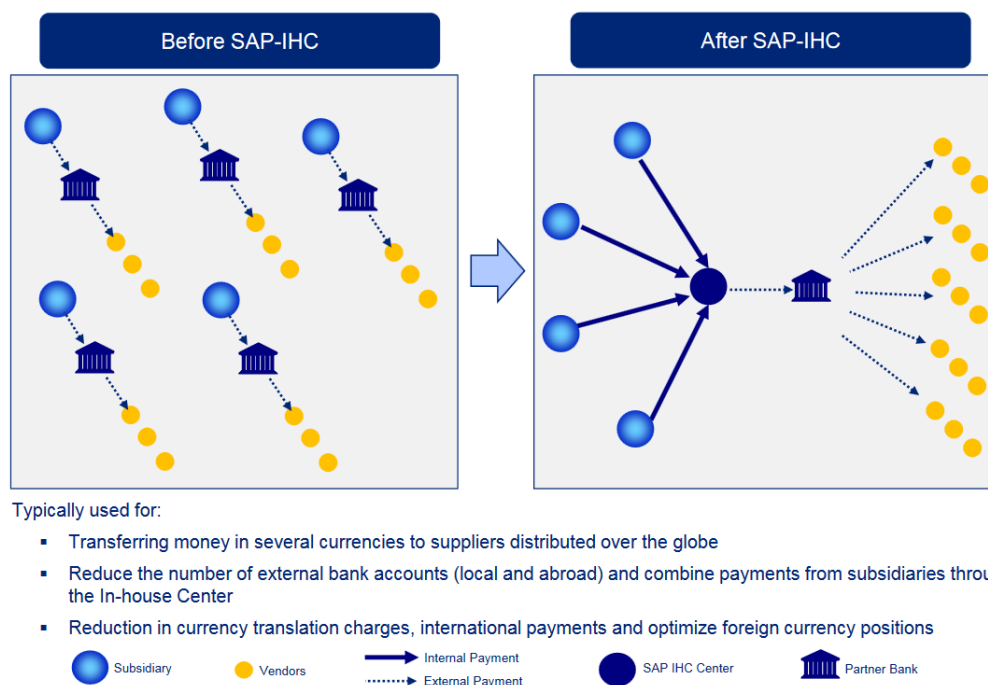 Before SAP-IHC
After SAP-IHC
Typically used for:
▪ Transferring money in several currencies to suppliers distributed over the globe
▪ Reduce the number of external bank accounts (local and abroad) and combine payments from subsidiaries throu
the In-house Center
▪ Reduction in currency translation charges, international payments and optimize foreign currency positions
Subsidiary
Vendors
Internal Payment
External Payment
SAP IHC Center
Partner Bank